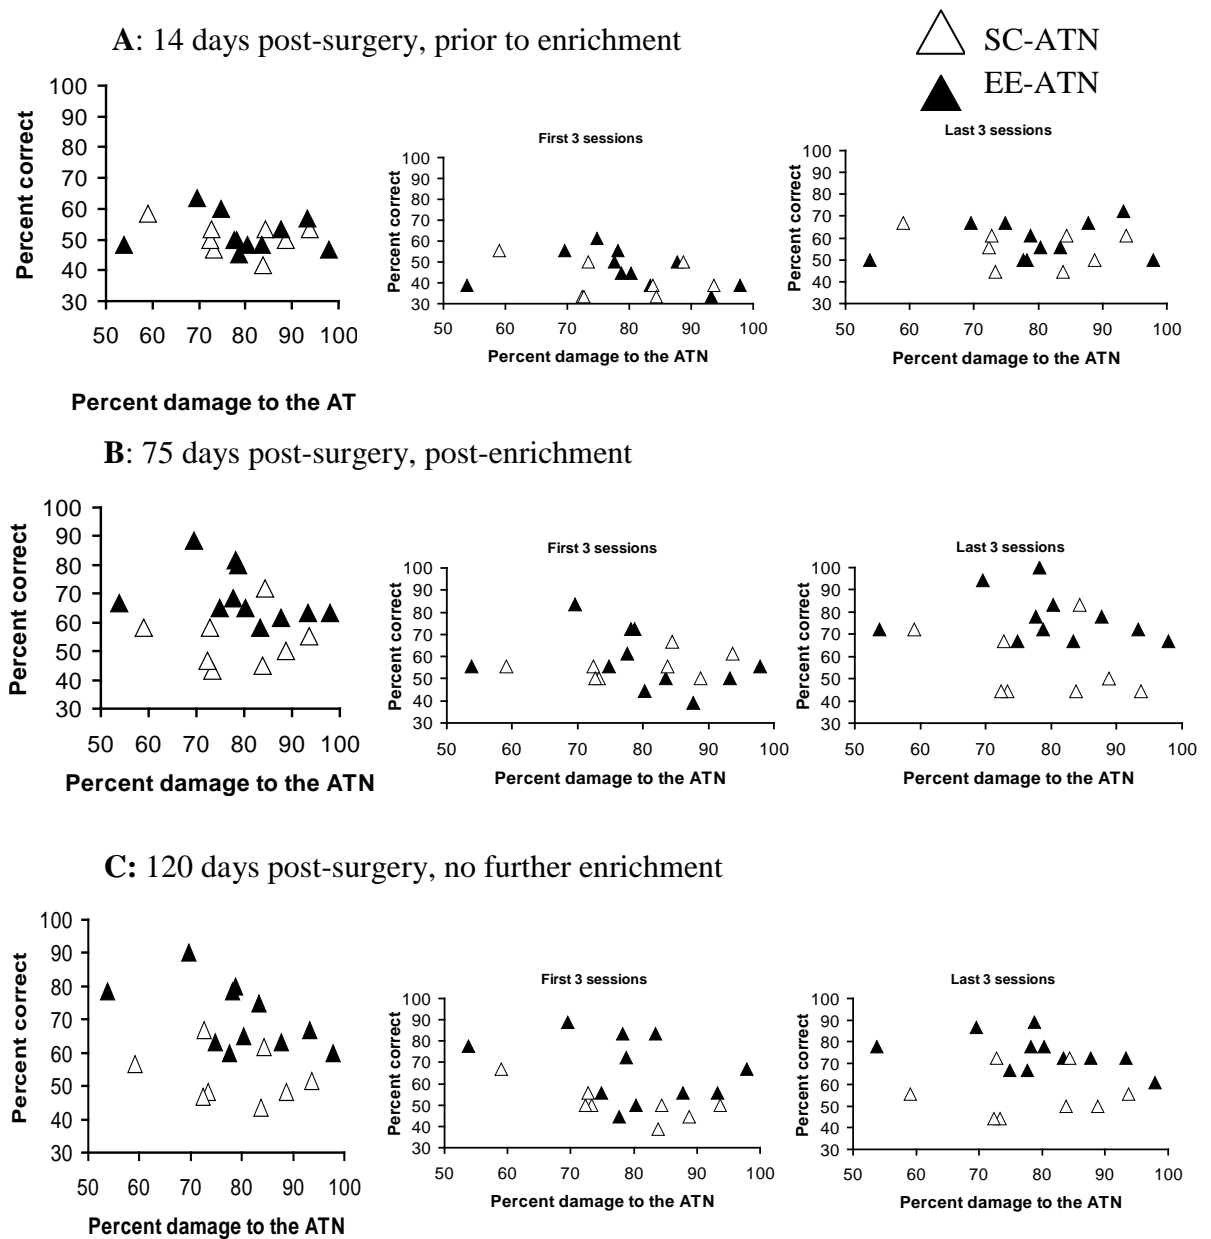 A: 14 days post-surgery, prior to enrichment
SC-ATN
EE-ATN
100
90
80
70
60
50
40
30
50 60 70 80 90 100
Percent correct
Percent damage to the AT
First 3 sessions
100
90
80
70
60
50
40
30
50 60 70 80 90 100
Percent correct
Percent damage to the ATN
Last 3 sessions
100
90
80
70
60
50
40
30
50 60 70 80 90 100
Percent correct
Percent damage to the ATN
B: 75 days post-surgery, post-enrichment
100
90
80
70
60
50
40
30
50 60 70 80 90 100
Percent correct
Percent damage to the ATN
First 3 sessions
100
90
80
70
60
50
40
30
50 60 70 80 90 100
Percent correct
Percent damage to the ATN
Last 3 sessions
100
90
80
70
60
50
40
30
50 60 70 80 90 100
Percent correct
Percent damage to the ATN
C: 120 days post-surgery, no further enrichment
100
90
80
70
60
50
40
30
50 60 70 80 90 100
Percent correct
Percent damage to the ATN
First 3 sessions
100
90
80
70
60
50
40
30
50 60 70 80 90 100
Percent correct
Percent damage to the ATN
Last 3 sessions
100
90
80
70
60
50
40
30
50 60 70 80 90 100
Percent correct
Percent damage to the ATN